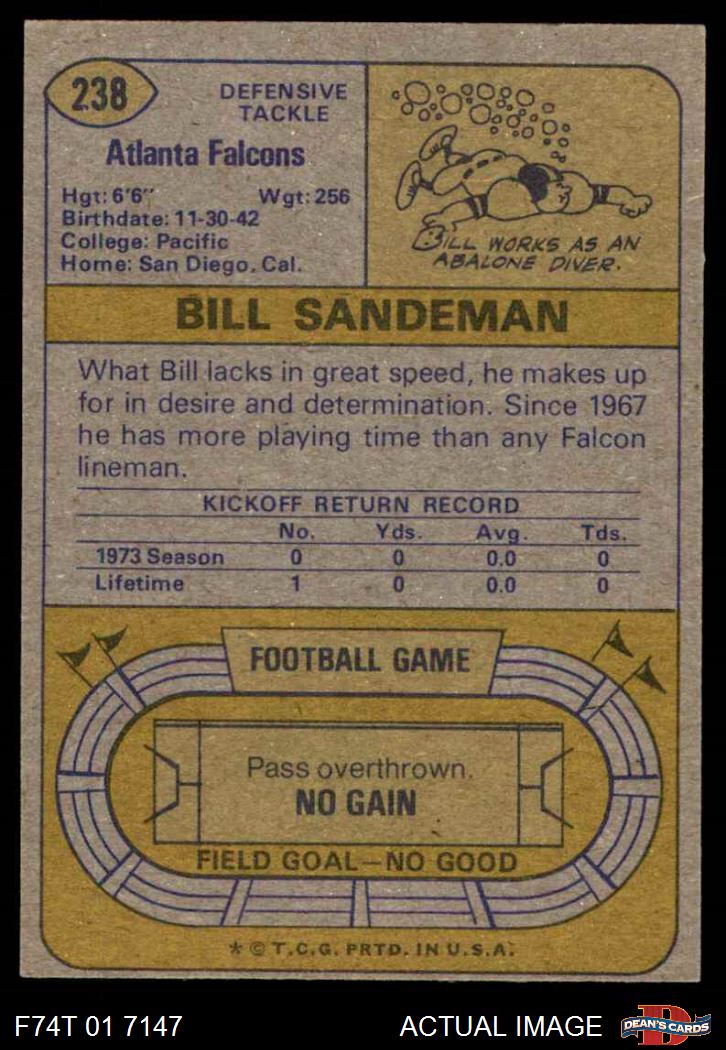 238
DEFENSIVE
TACKLE
Atlanta Falcons
Hgt: 6'6" Wgt: 256
Birthdate: 11-30-42
College: Pacific
Home: San Diego, Cal.
BILL WORKS AS AN
ABALONE DIVER.
BILL SANDEMAN
What Bill lacks in great speed, he makes up
for in desire and determination. Since 1967
he has more playing time than any Falcon
lineman.
KICKOFF RETURN RECORD
No. Yds. Avg. Tds.
1973 Season 0 0 0.0 0
Lifetime 1 0 0.0 0
FOOTBALL GAME
Pass overthrown.
NO GAIN
FIELD GOAL—NO GOOD
* © T.C.G. PRTD. IN U.S.A.
F74T 01 7147 ACTUAL IMAGE D DEAN'S CARDS